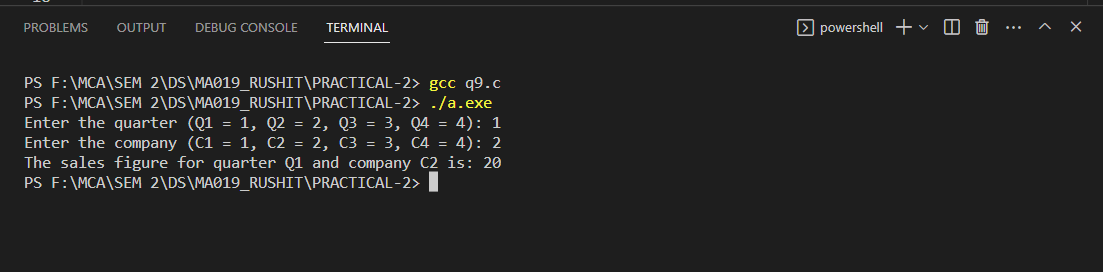 PROBLEMS OUTPUT DEBUG CONSOLE TERMINAL powershell
PS F:\MCA\SEM 2\DS\MA019_RUSHIT\PRACTICAL-2> gcc q9.c
PS F:\MCA\SEM 2\DS\MA019_RUSHIT\PRACTICAL-2> ./a.exe
Enter the quarter (Q1 = 1, Q2 = 2, Q3 = 3, Q4 = 4): 1
Enter the company (C1 = 1, C2 = 2, C3 = 3, C4 = 4): 2
The sales figure for quarter Q1 and company C2 is: 20
PS F:\MCA\SEM 2\DS\MA019_RUSHIT\PRACTICAL-2>